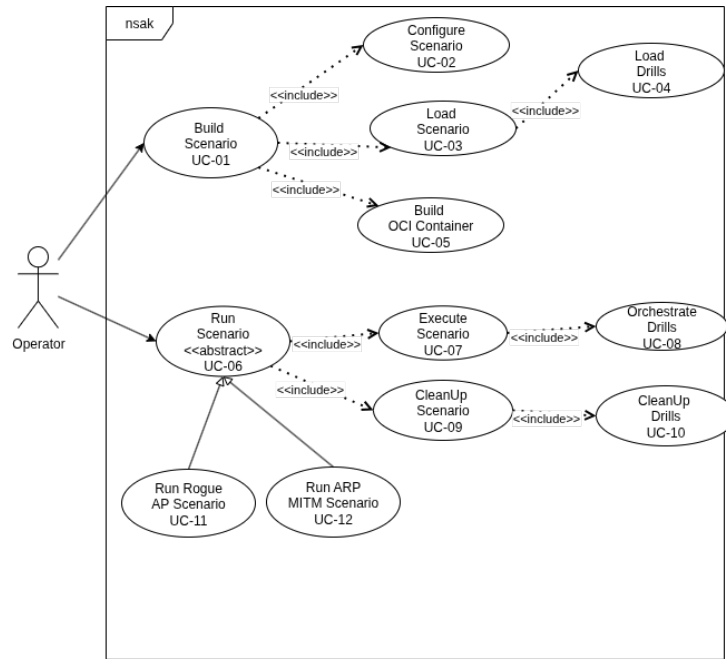 nsak
Configure
Scenario
UC-02
Load
Drills
UC-04
<<include>>
<<include>>
Build
Scenario
UC-01
Load
Scenario
UC-03
<<include>>
<<include>>
Build
OCI Container
UC-05
Operator
Run
Scenario
<<abstract>>
UC-06
<<include>>
Execute
Scenario
UC-07
<<include>>
Orchestrate
Drills
UC-08
<<include>>
CleanUp
Scenario
UC-09
<<include>>
CleanUp
Drills
UC-10
Run Rogue
AP Scenario
UC-11
Run ARP
MITM Scenario
UC-12